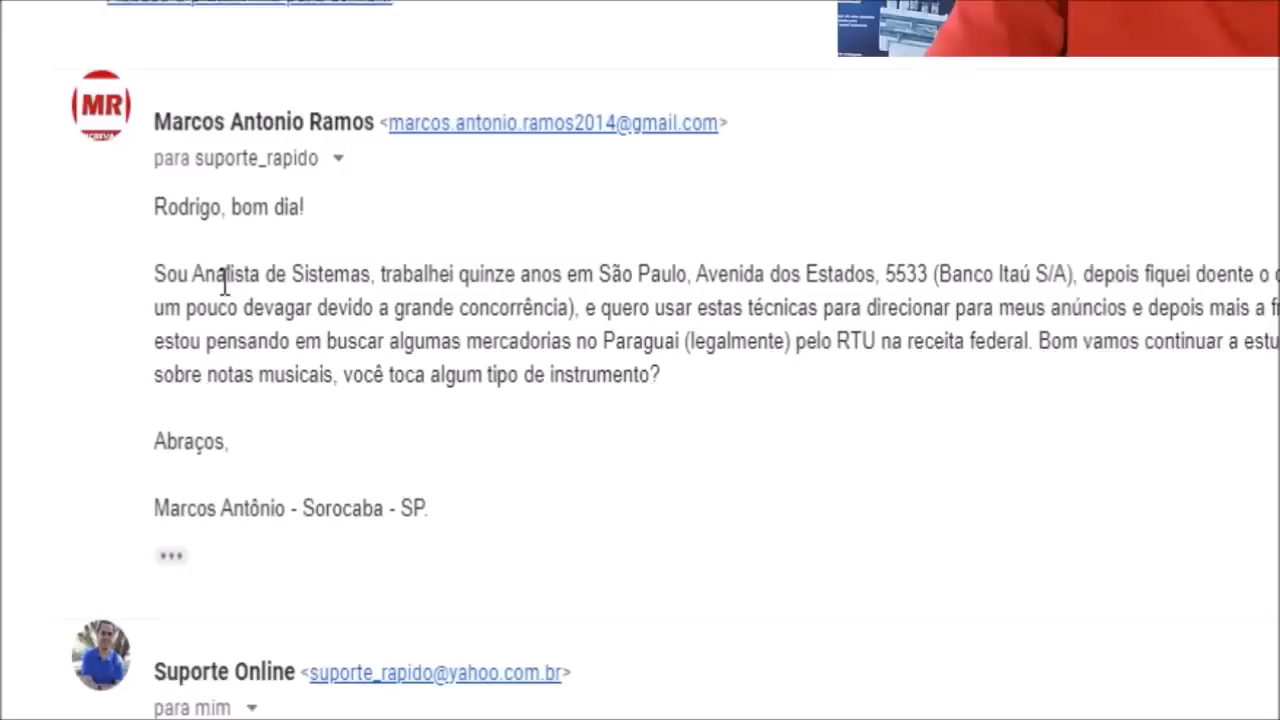 MR
Marcos Antonio Ramos <marcos.antonio.ramos2014@gmail.com>
para suporte_rapido
Rodrigo, bom dia!
Sou Analista de Sistemas, trabalhei quinze anos em São Paulo, Avenida dos Estados, 5533 (Banco Itaú S/A), depois fiquei doente o
um pouco devagar devido a grande concorrência), e quero usar estas técnicas para direcionar para meus anúncios e depois mais a
estou pensando em buscar algumas mercadorias no Paraguai (legalmente) pelo RTU na receita federal. Bom vamos continuar a estu
sobre notas musicais, você toca algum tipo de instrumento?
Abraços,
Marcos Antônio - Sorocaba - SP.
•••
Suporte Online <suporte_rapido@yahoo.com.br>
para mim